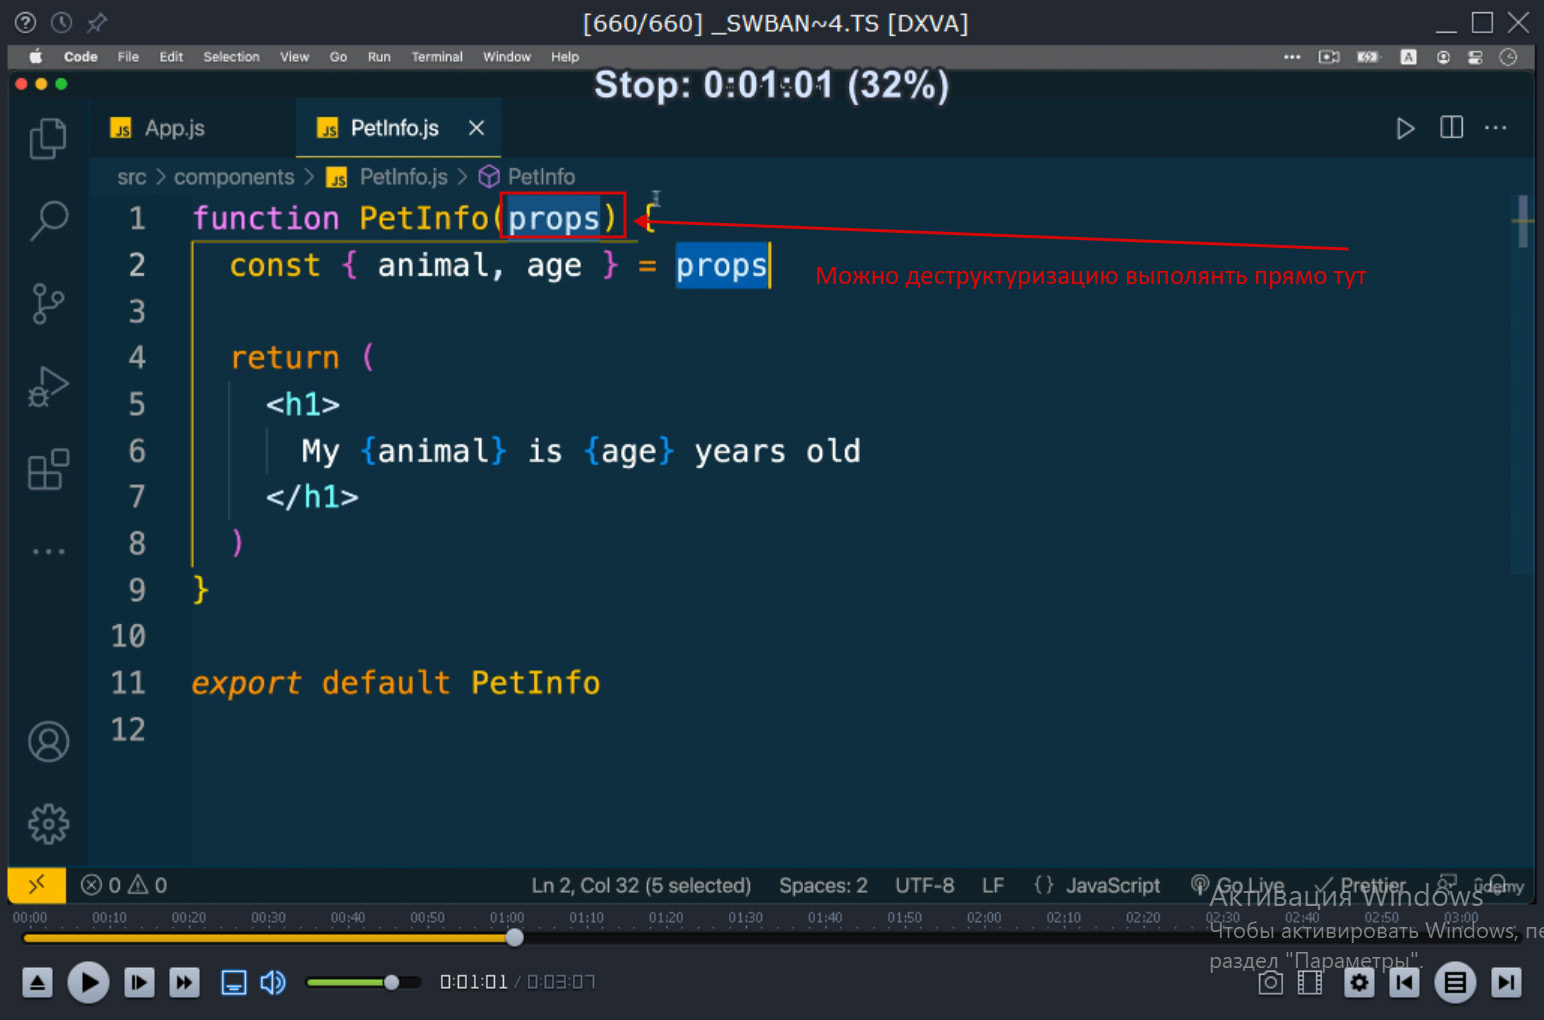 [660/660] _SWBAN~4.TS [DXVA]
Code File Edit Selection View Go Run Terminal Window Help
Stop: 0:01:01 (32%)
JS App.js JS PetInfo.js
src > components > JS PetInfo.js > PetInfo
1 function PetInfo(props) {
2 const { animal, age } = props
Можно деструктуризацию выполянть прямо тут
3
4 return (
5 <h1>
6 My {animal} is {age} years old
7 </h1>
8 )
9 }
10
11 export default PetInfo
12
0 0 Ln 2, Col 32 (5 selected) Spaces: 2 UTF-8 LF {} JavaScript Go Live Prettier
ûdemy
Активация Windows
00:00 00:10 00:20 00:30 00:40 00:50 01:00 01:10 01:20 01:30 01:40 01:50 02:00 02:10 02:20 02:30 02:40 02:50 03:00
Чтобы активировать Windows, пе
раздел "Параметры".
0:01:01 / 0:03:07